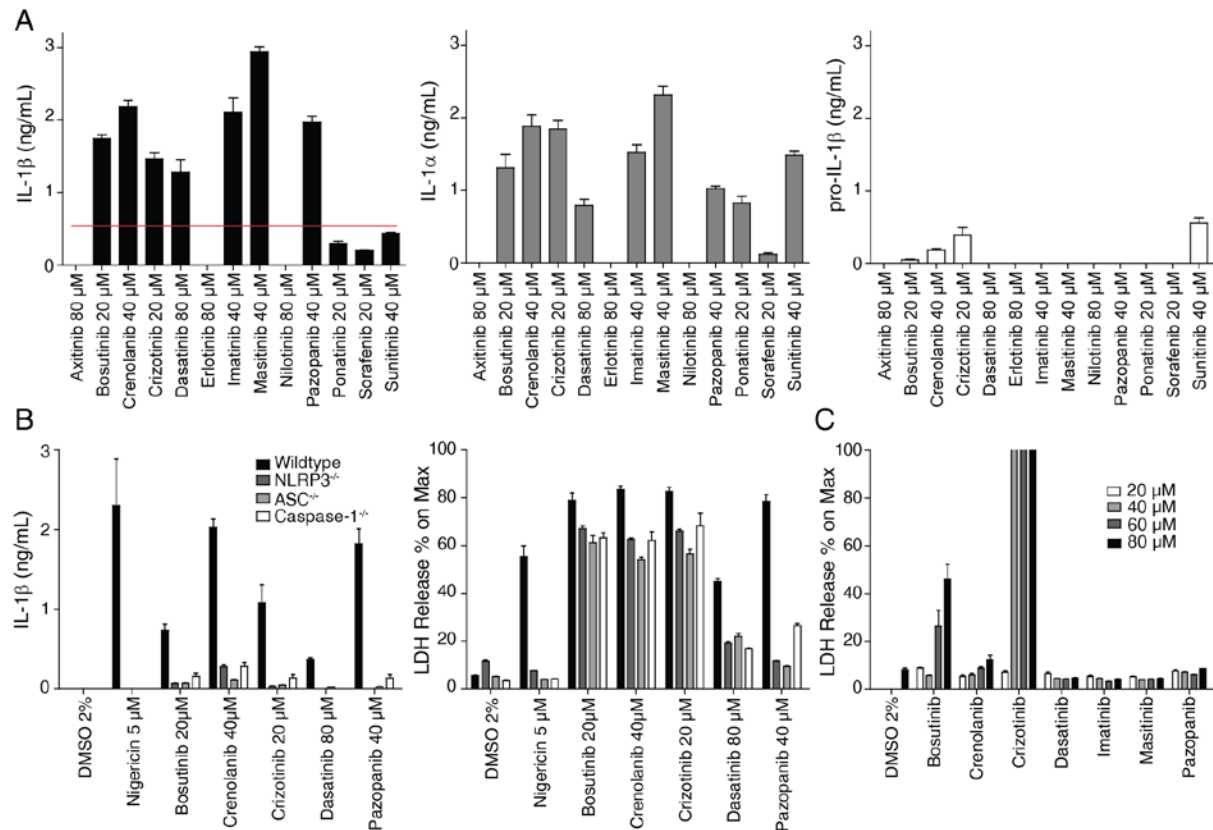 A
IL-1β (ng/mL)
3
2
1
0
Axitinib 80 μM
Bosutinib 20 μM
Crenolanib 40 μM
Crizotinib 20 μM
Dasatinib 80 μM
Erlotinib 80 μM
Imatinib 40 μM
Masitinib 40 μM
Nilotinib 80 μM
Pazopanib 40 μM
Ponatinib 20 μM
Sorafenib 20 μM
Sunitinib 40 μM
IL-1α (ng/mL)
3
2
1
0
Axitinib 80 μM
Bosutinib 20 μM
Crenolanib 40 μM
Crizotinib 20 μM
Dasatinib 80 μM
Erlotinib 80 μM
Imatinib 40 μM
Masitinib 40 μM
Nilotinib 80 μM
Pazopanib 40 μM
Ponatinib 20 μM
Sorafenib 20 μM
Sunitinib 40 μM
pro-IL-1β (ng/mL)
3
2
1
0
Axitinib 80 μM
Bosutinib 20 μM
Crenolanib 40 μM
Crizotinib 20 μM
Dasatinib 80 μM
Erlotinib 80 μM
Imatinib 40 μM
Masitinib 40 μM
Nilotinib 80 μM
Pazopanib 40 μM
Ponatinib 20 μM
Sorafenib 20 μM
Sunitinib 40 μM
B
IL-1β (ng/mL)
3
2
1
0
Wildtype
NLRP3-/-
ASC-/-
Caspase-1-/-
DMSO 2%
Nigericin 5 μM
Bosutinib 20μM
Crenolanib 40μM
Crizotinib 20 μM
Dasatinib 80 μM
Pazopanib 40 μM
LDH Release % on Max
100
80
60
40
20
0
DMSO 2%
Nigericin 5 μM
Bosutinib 20μM
Crenolanib 40μM
Crizotinib 20 μM
Dasatinib 80 μM
Pazopanib 40 μM
C
LDH Release % on Max
100
80
60
40
20
0
20 μM
40 μM
60 μM
80 μM
DMSO 2%
Bosutinib
Crenolanib
Crizotinib
Dasatinib
Imatinib
Masitinib
Pazopanib